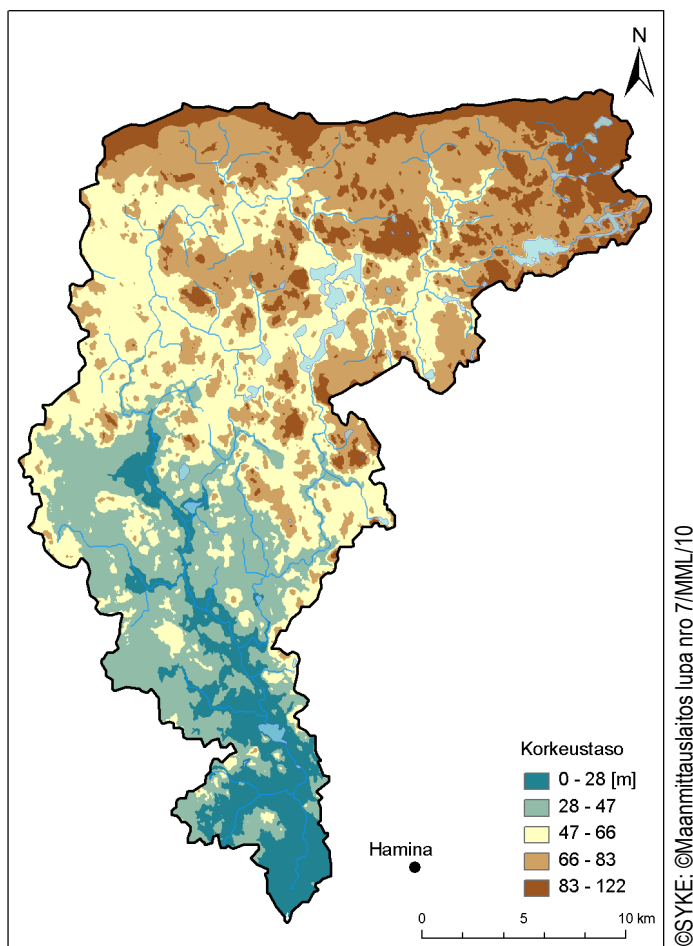 N
Korkeustaso
0 - 28 [m]
28 - 47
47 - 66
66 - 83
83 - 122
Hamina
0 5 10 km
©SYKE: ©Maanmittauslaitos lupa nro 7/MML/10